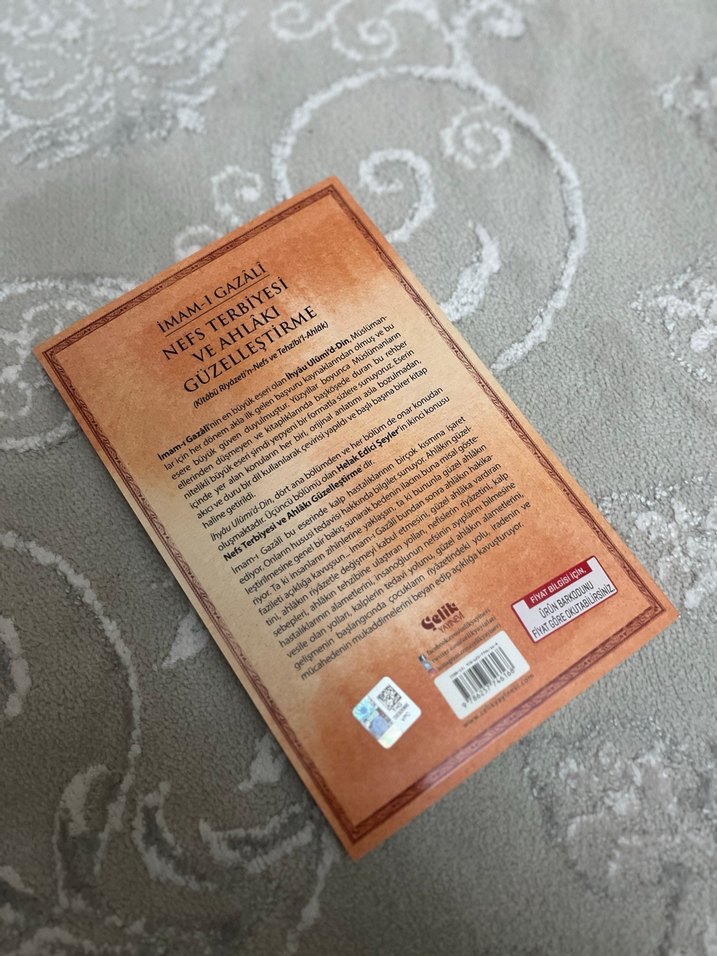 İMAM-I GAZÂLÎ
NEFS TERBİYESİ
VE AHLÂKI
GÜZELLEŞTİRME
(Kitâbü Riyâzeti'n-Nefs ve Tehzîbi'l-Ahlâk)
İmam-ı Gazâlî'nin en büyük eseri olan İhyâu Ulûmi'd-Din, Müslüman-
lar için her dönem akla ilk gelen başvuru kaynaklarından olmuş ve bu
esere büyük güven duyulmuştur. Yüzyıllar boyunca Müslümanların
ellerinden düşmeyen ve kitaplıklarında başköşede duran bu rehber
nitelikli büyük eseri şimdi yepyeni bir formatla sizlere sunuyoruz. Eserin
içinde yer alan konuların her biri, orijinal anlatımı asla bozulmadan,
akıcı ve duru bir dil kullanılarak çevirisi yapıldı ve başlı başına birer kitap
haline getirildi.
İhyâu Ulûmi'd-Din, dört ana bölümden ve her bölüm de onar konudan
oluşmaktadır. Üçüncü bölümü olan Helak Edici Şeyler'in ikinci konusu
Nefs Terbiyesi ve Ahlâkı Güzelleştirme'dir.
İmam-ı Gazâlî bu eserinde kalp hastalıklarının birçok kısmına işaret
ediyor. Onların hususi tedavisi hakkında bilgiler sunuyor. Ahlâkın güzel-
leştirilmesine genel bir bakış sunarak bedenin ilacını buna misal göste-
riyor. Ta ki insanların zihinlerine yaklaşsın. Ta ki bununla güzel ahlâkın
fazileti açıklığa kavuşsun. İmam-ı Gazâlî bundan sonra ahlâkın hakika-
tini, ahlâkın riyâzetle değişmeyi kabul etmesini, güzel ahlâka vardıran
sebepleri, ahlâkın tehzibine ulaştıran yolları, nefislerin riyâzetini, kalp
hastalıklarının alametlerini, insanoğlunun nefsinin ayıplarını bilmesine
vesile olan yolları, kalplerin tedavi yolunu, güzel ahlâkın alametlerini,
gelişmenin başlangıcında çocukların riyâzetindeki yolu, iradenin ve
mücahedenin mukaddimelerini beyan edip açıklığa kavuşturuyor.
Çelik
YAYINEVİ
FİYAT BİLGİSİ İÇİN,
ÜRÜN BARKODUNU
FİYAT GÖRE OKUTABİLİRSİNİZ